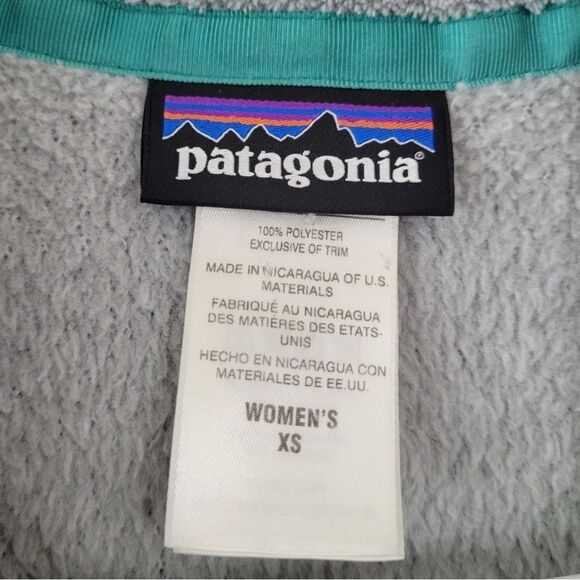 patagonia®
100% POLYESTER
EXCLUSIVE OF TRIM
MADE IN NICARAGUA OF U.S.
MATERIALS
FABRIQUÉ AU NICARAGUA
DES MATIÈRES DES ETATS-
UNIS
HECHO EN NICARAGUA CON
MATERIALES DE EE.UU.
WOMEN'S
XS